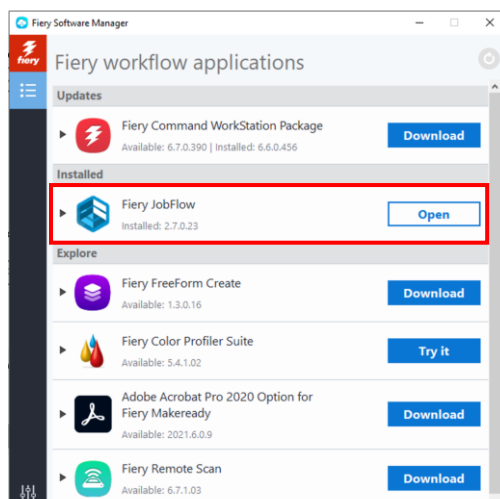 Fiery Software Manager
fiery
Fiery workflow applications
Updates
Fiery Command WorkStation Package
Available: 6.7.0.390 | Installed: 6.6.0.456
Download
Installed
Fiery JobFlow
Installed: 2.7.0.23
Open
Explore
Fiery FreeForm Create
Available: 1.3.0.16
Download
Fiery Color Profiler Suite
Available: 5.4.1.02
Try it
Adobe Acrobat Pro 2020 Option for
Fiery Makeready
Available: 2021.6.0.9
Download
Fiery Remote Scan
Available: 6.7.1.03
Download